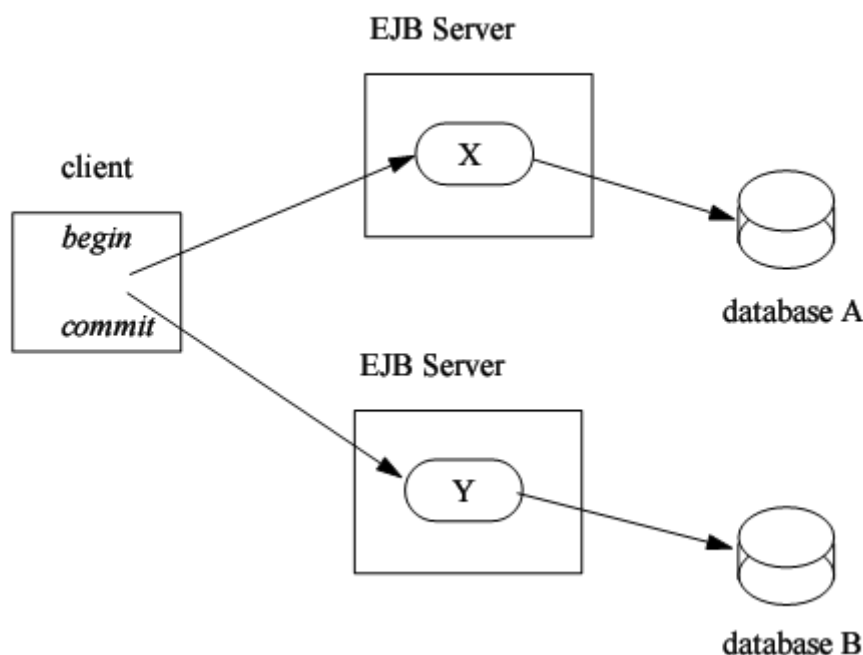 EJB Server
X
client
begin
database A
commit
EJB Server
Y
database B